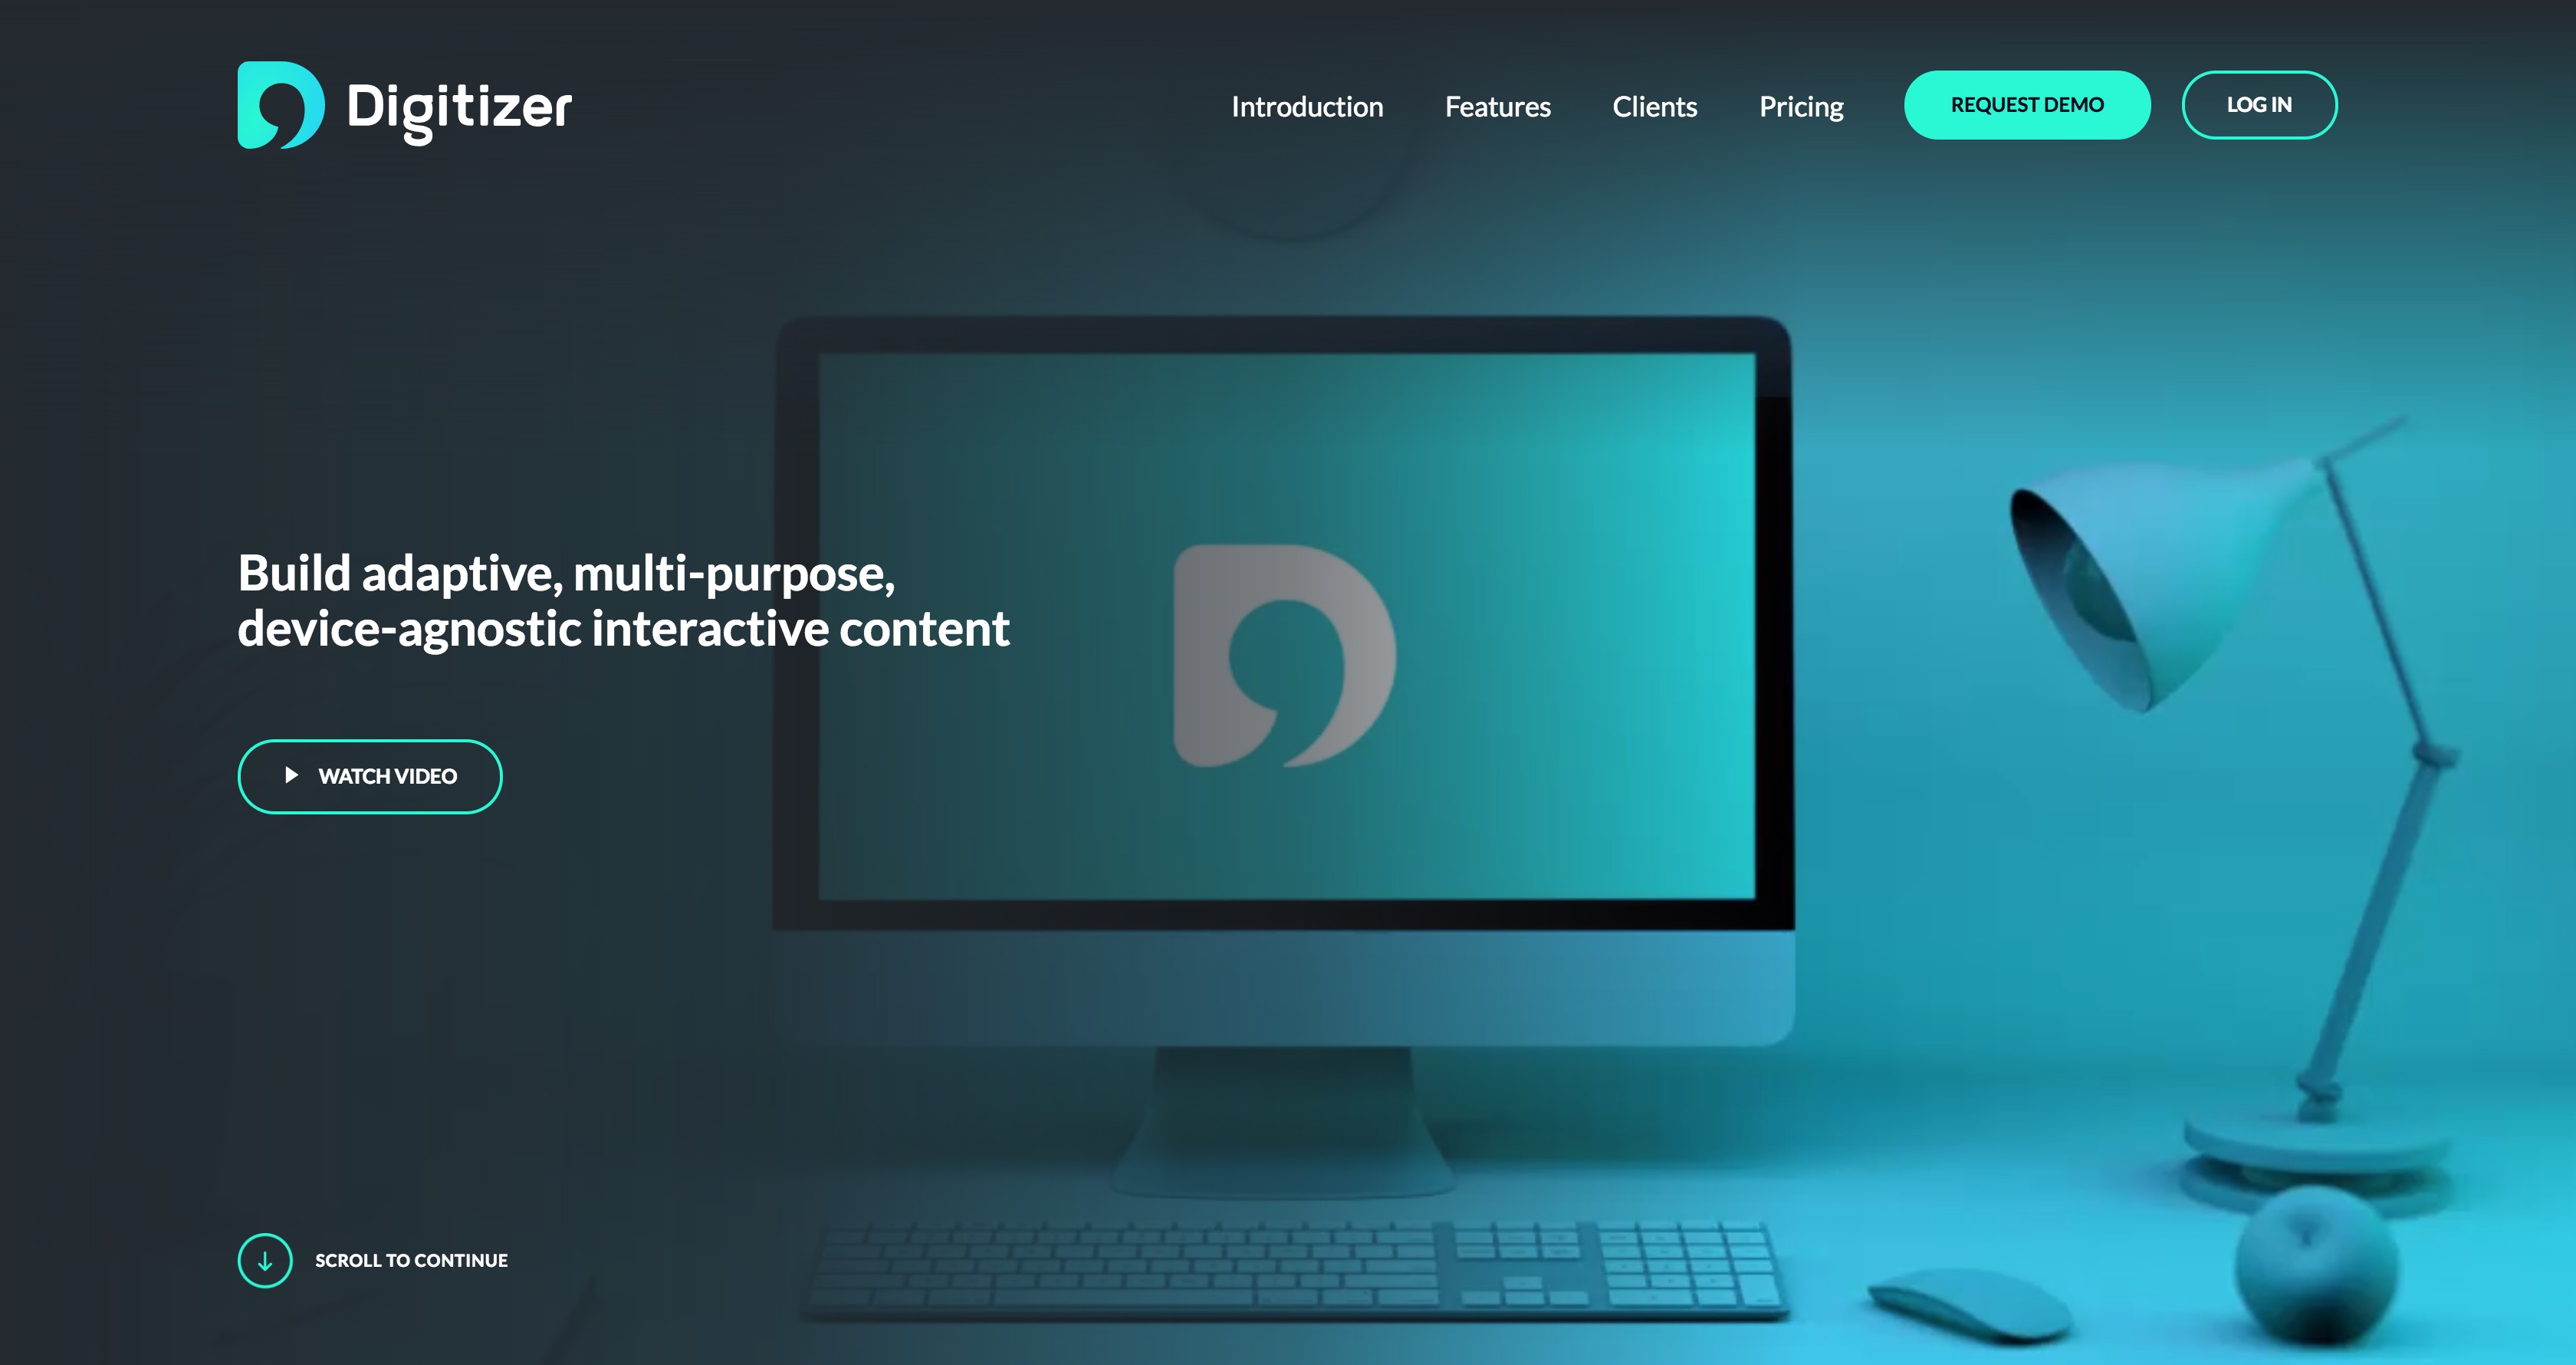 Digitizer
Introduction
Features
Clients
Pricing
REQUEST DEMO
LOG IN
Build adaptive, multi-purpose,
device-agnostic interactive content
WATCH VIDEO
SCROLL TO CONTINUE